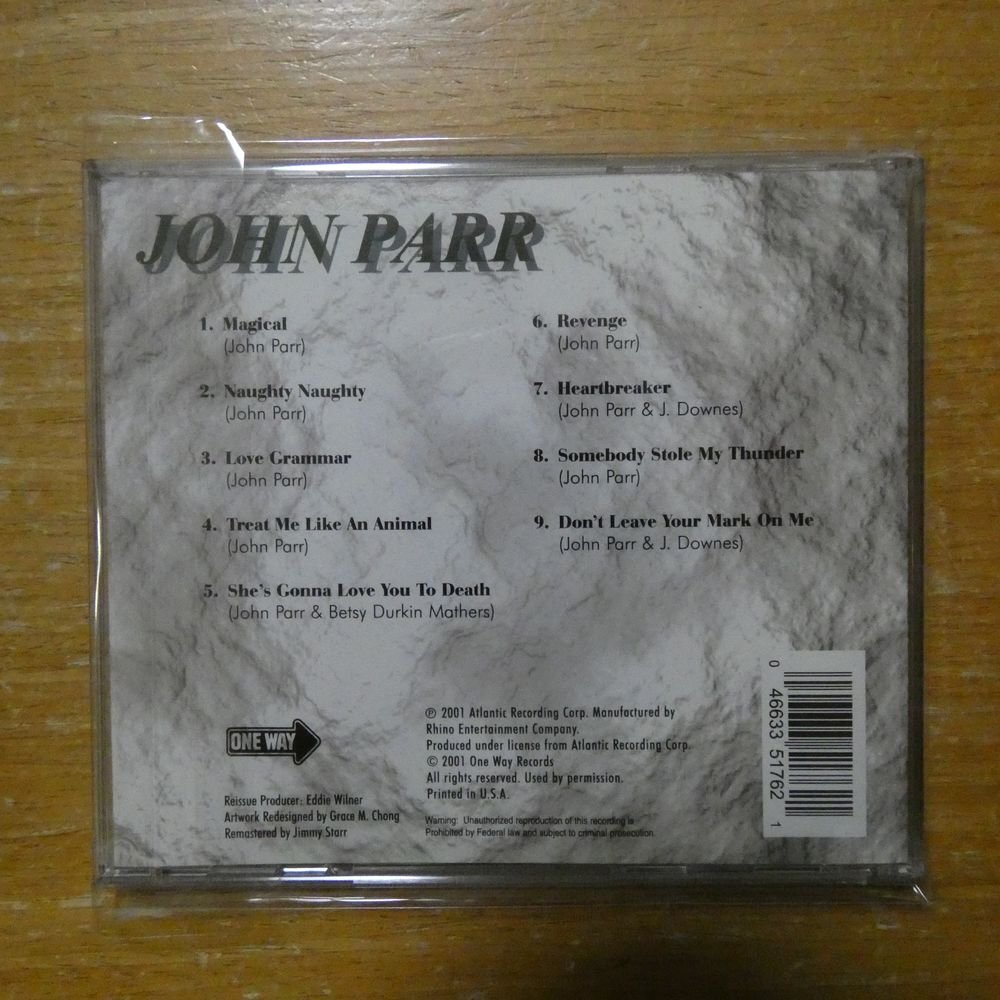 JOHN PARR
1. Magical
(John Parr)
2. Naughty Naughty
(John Parr)
3. Love Grammar
(John Parr)
4. Treat Me Like An Animal
(John Parr)
5. She's Gonna Love You To Death
(John Parr & Betsy Durkin Mathers)
6. Revenge
(John Parr)
7. Heartbreaker
(John Parr & J. Downes)
8. Somebody Stole My Thunder
(John Parr)
9. Don't Leave Your Mark On Me
(John Parr & J. Downes)
ONE WAY
Reissue Producer: Eddie Wilner
Artwork Redesigned by Grace M. Chong
Remastered by Jimmy Starr
℗ 2001 Atlantic Recording Corp. Manufactured by
Rhino Entertainment Company.
Produced under license from Atlantic Recording Corp.
© 2001 One Way Records
All rights reserved. Used by permission.
Printed in U.S.A.
Warning: Unauthorized reproduction of this recording is
Prohibited by Federal law and subject to criminal prosecution.
0 46633 51762 1